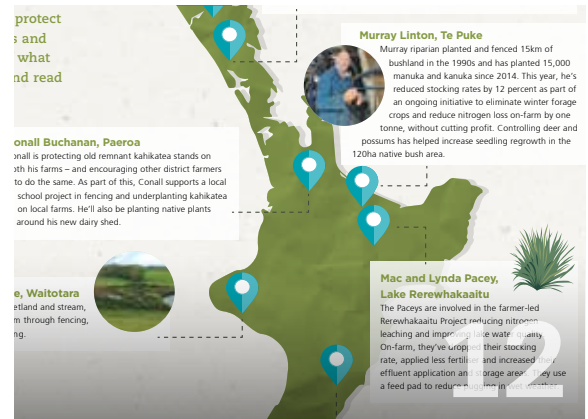 protect
s and
what
nd read
Murray Linton, Te Puke
Murray riparian planted and fenced 15km of
bushland in the 1990s and has planted 15,000
manuka and kanuka since 2014. This year, he's
reduced stocking rates by 12 percent as part of
an ongoing initiative to eliminate winter forage
crops and reduce nitrogen loss on-farm by one
tonne, without cutting profit. Controlling deer and
possums has helped increase seedling regrowth in the
120ha native bush area.
onall Buchanan, Paeroa
onall is protecting old remnant kahikatea stands on
oth his farms – and encouraging other district farmers
to do the same. As part of this, Conall supports a local
school project in fencing and underplanting kahikatea
on local farms. He'll also be planting native plants
around his new dairy shed.
e, Waitotara
etland and stream,
m through fencing,
ng.
Mac and Lynda Pacey,
Lake Rerewhakaaitu
The Paceys are involved in the farmer-led
Rerewhakaaitu Project reducing nitrogen
leaching and improving lake water quality.
On-farm, they've dropped their stocking
rate, applied less fertiliser and increased their
effluent application and storage areas. They use
a feed pad to reduce pugging in wet weather.
12